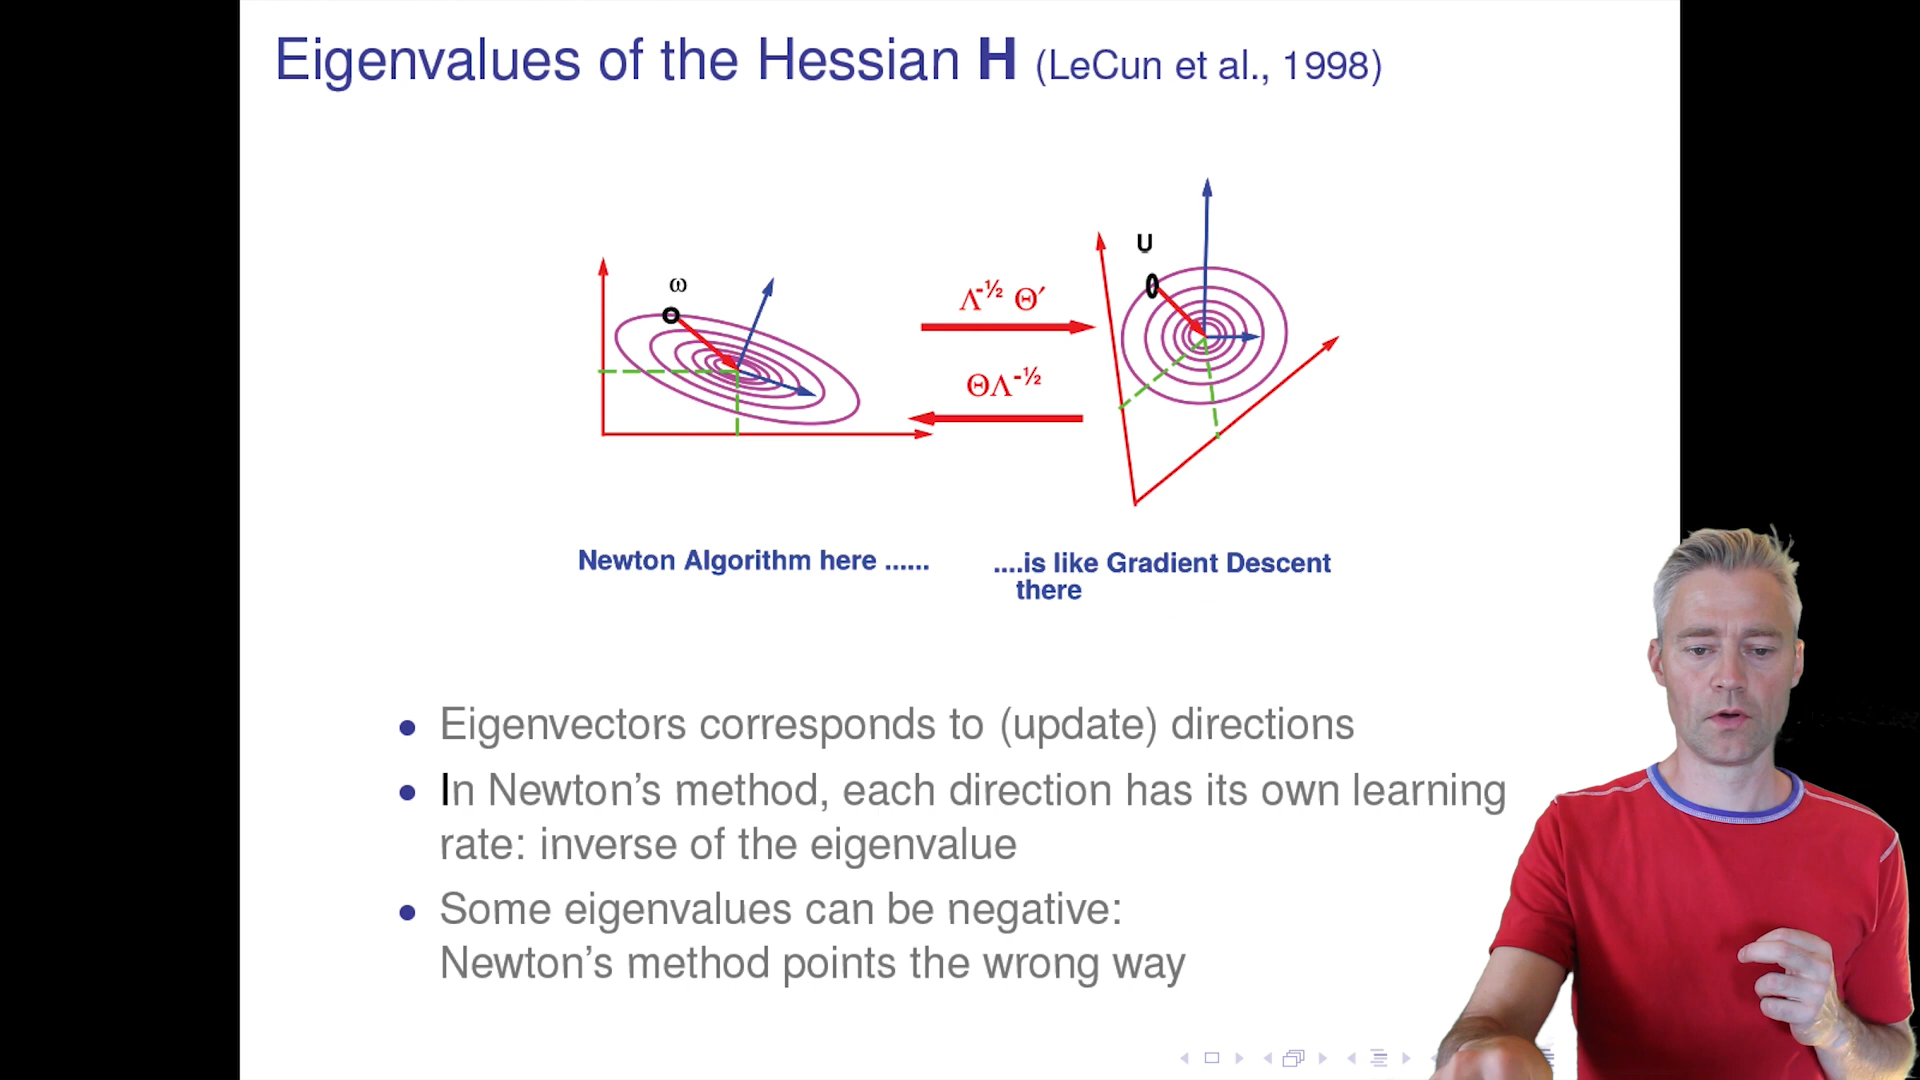 Eigenvalues of the Hessian H (LeCun et al., 1998)
ω
U
Λ-½ Θ′
ΘΛ-½
Newton Algorithm here ......
....is like Gradient Descent
there
• Eigenvectors corresponds to (update) directions
• In Newton's method, each direction has its own learning
rate: inverse of the eigenvalue
• Some eigenvalues can be negative:
Newton's method points the wrong way